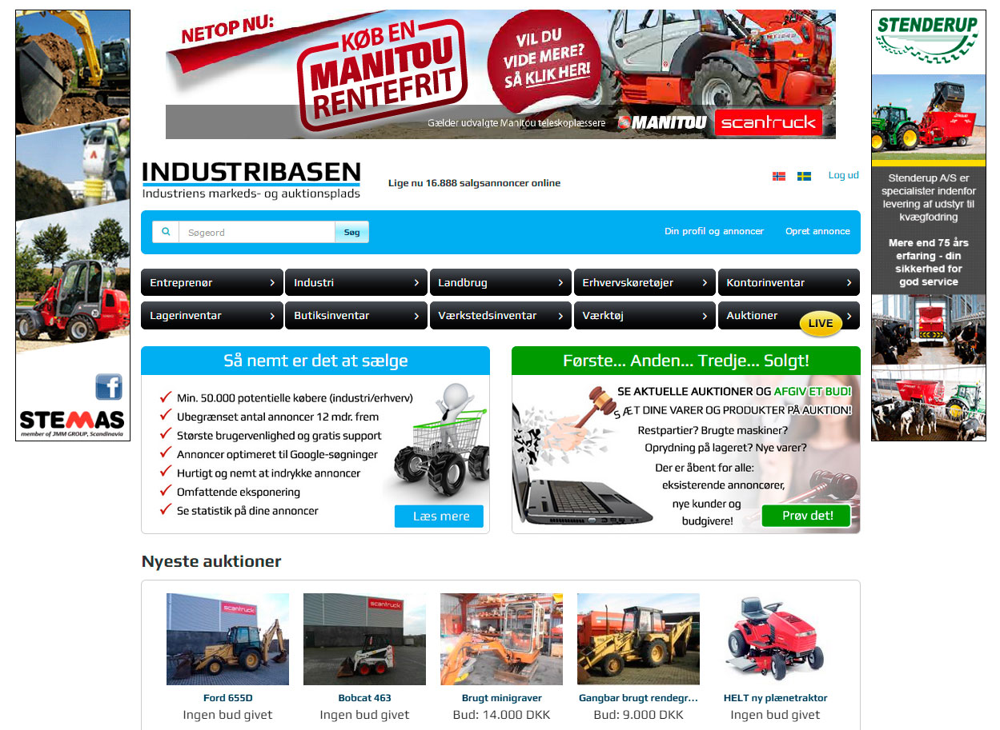 NETOP NU:
KØB EN
MANITOU
RENTEFRIT
VIL DU
VIDE MERE?
SÅ KLIK HER!
Gælder udvalgte Manitou teleskoplæssere
MANITOU
scantruck
STEMAS
member of JMM GROUP, Scandinavia
STENDERUP
Stenderup A/S er
specialister indenfor
levering af udstyr til
kvægfodring
Mere end 75 års
erfaring - din
sikkerhed for
god service
INDUSTRIBASEN
Industriens markeds- og auktionsplads
Lige nu 16.888 salgsannoncer online
Log ud
Søgeord
Søg
Din profil og annoncer
Opret annonce
Entreprenør
Industri
Landbrug
Erhvervskøretøjer
Kontorinventar
Lagerinventar
Butiksinventar
Værkstedsinventar
Værktøj
Auktioner
LIVE
Så nemt er det at sælge
Min. 50.000 potentielle købere (industri/erhverv)
Ubegrænset antal annoncer 12 mdr. frem
Største brugervenlighed og gratis support
Annoncer optimeret til Google-søgninger
Hurtigt og nemt at indrykke annoncer
Omfattende eksponering
Se statistik på dine annoncer
Læs mere
Første... Anden... Tredje... Solgt!
SE AKTUELLE AUKTIONER OG AFGIV ET BUD!
SÆT DINE VARER OG PRODUKTER PÅ AUKTION!
Restpartier? Brugte maskiner?
Oprydning på lageret? Nye varer?
Der er åbent for alle:
eksisterende annoncører,
nye kunder og
budgivere!
Prøv det!
Nyeste auktioner
scantruck
scantruck
Ford 655D
Ingen bud givet
Bobcat 463
Ingen bud givet
Brugt minigraver
Bud: 14.000 DKK
Gangbar brugt rendegr...
Bud: 9.000 DKK
HELT ny plænetraktor
Ingen bud givet